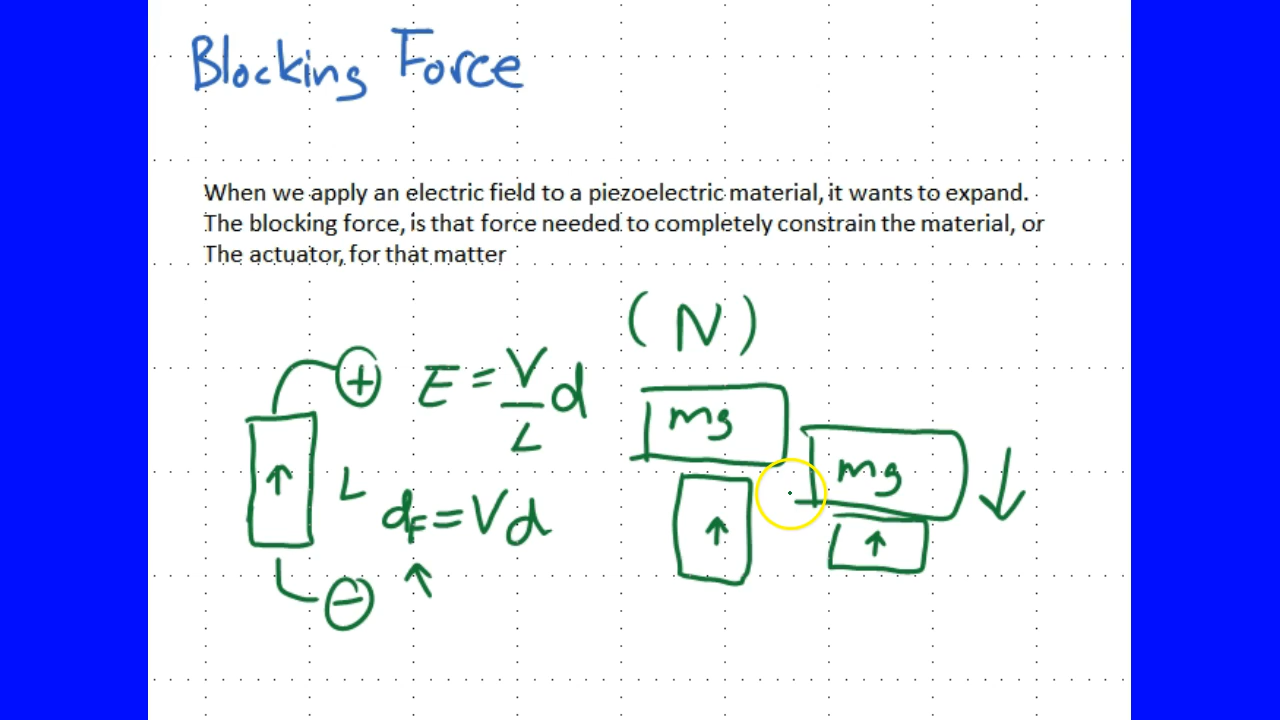 Blocking Force
When we apply an electric field to a piezoelectric material, it wants to expand.
The blocking force, is that force needed to completely constrain the material, or
The actuator, for that matter
(N)
+ E = V/L d
mg
mg
↑ L
dF = Vd
↑ ↑ ↓
↑
−